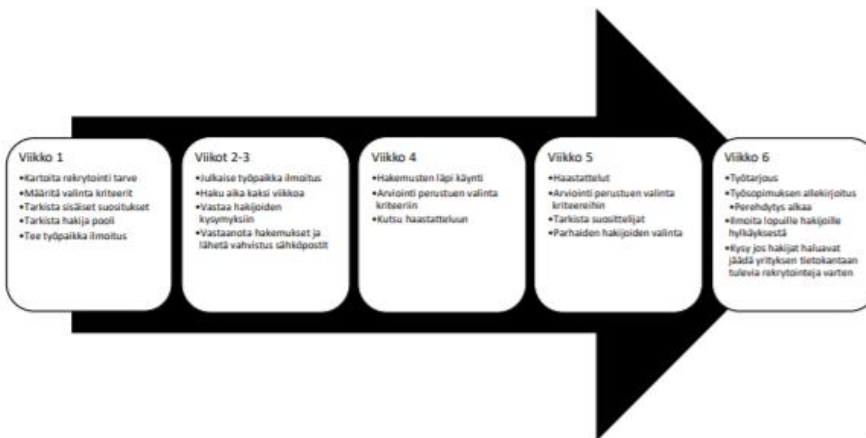 Viikko 1
•Kartoita rekrytointi tarve
•Määritä valinta kriteerit
•Tarkista sisäiset suositukset
•Tarkista hakija pooli
•Tee työpaikka ilmoitus
Viikot 2-3
•Julkaise työpaikka ilmoitus
•Haku aika kaksi viikkoa
•Vastaa hakijoiden
kysymyksiin
•Vastaanota hakemukset ja
lähetä vahvistus sähköpostit
Viikko 4
•Hakemusten läpi käynti
•Arviointi perustuen valinta
kriteeriin
•Kutsu haastatteluun
Viikko 5
•Haastattelut
•Arviointi perustuen valinta
kriteereihin
•Tarkista suosittelijat
•Parhaiden hakijoiden valinta
Viikko 6
•Työtarjous
•Työsopimuksen allekirjoitus
•Perehdytys alkaa
•Ilmoita lopuille hakijoille
hylkäyksestä
•Kysy jos hakijat haluavat
jäädä yrityksen tietokantaan
tulevia rekrytointeja varten